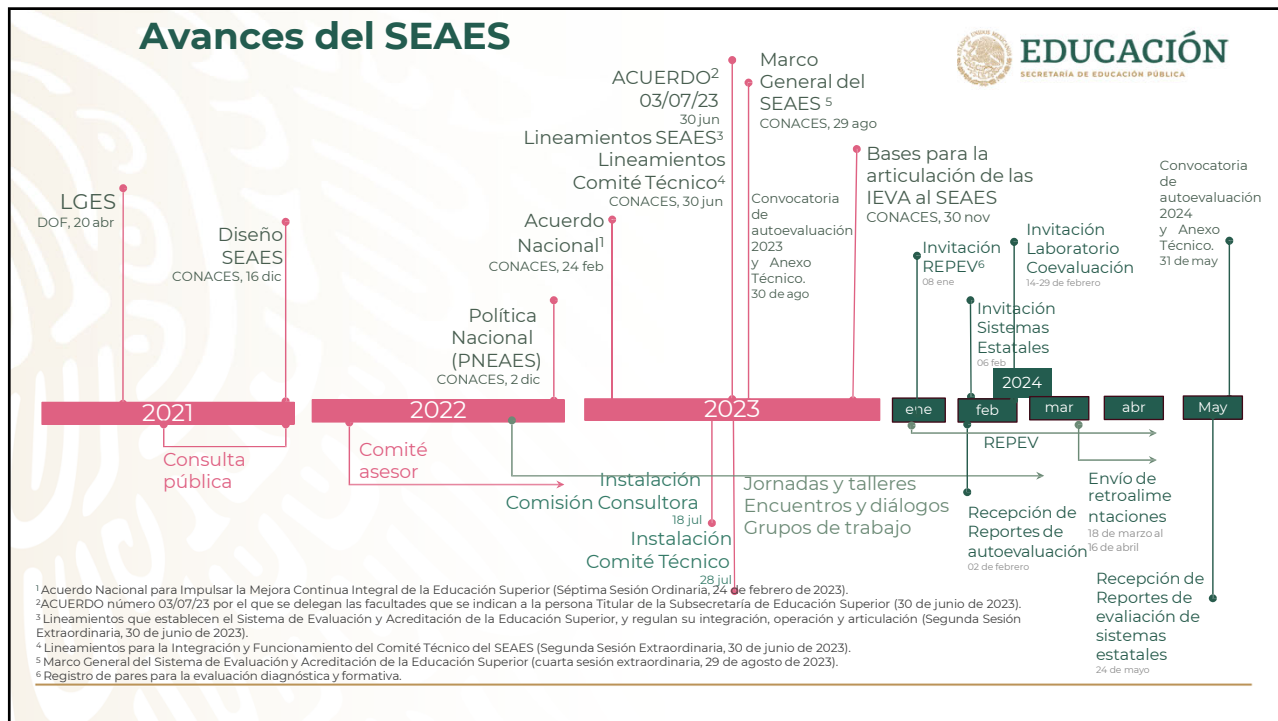 Avances del SEAES
EDUCACIÓN
SECRETARÍA DE EDUCACIÓN PÚBLICA
LGES
DOF, 20 abr
Diseño
SEAES
CONACES, 16 dic
Política
Nacional
(PNEAES)
CONACES, 2 dic
Acuerdo
Nacional¹
CONACES, 24 feb
ACUERDO²
03/07/23
30 jun
Lineamientos SEAES³
Lineamientos
Comité Técnico⁴
CONACES, 30 jun
Marco
General del
SEAES ⁵
CONACES, 29 ago
Convocatoria
de
autoevaluación
2023
y Anexo
Técnico.
30 de ago
Bases para la
articulación de las
IEVA al SEAES
CONACES, 30 nov
Invitación
REPEV⁶
08 ene
Invitación
Sistemas
Estatales
06 feb
Invitación
Laboratorio
Coevaluación
14-29 de febrero
Convocatoria
de
autoevaluación
2024
y Anexo
Técnico.
31 de may
2021
2022
2023
2024
ene
feb
mar
abr
May
Consulta
pública
Comité
asesor
Instalación
Comisión Consultora
18 jul
Instalación
Comité Técnico
28 jul
Jornadas y talleres
Encuentros y diálogos
Grupos de trabajo
REPEV
Recepción de
Reportes de
autoevaluación
02 de febrero
Envío de
retroalime
ntaciones
18 de marzo al
16 de abril
Recepción de
Reportes de
evaliación de
sistemas
estatales
24 de mayo
¹ Acuerdo Nacional para Impulsar la Mejora Continua Integral de la Educación Superior (Séptima Sesión Ordinaria, 24 de febrero de 2023).
²ACUERDO número 03/07/23 por el que se delegan las facultades que se indican a la persona Titular de la Subsecretaría de Educación Superior (30 de junio de 2023).
³ Lineamientos que establecen el Sistema de Evaluación y Acreditación de la Educación Superior, y regulan su integración, operación y articulación (Segunda Sesión
Extraordinaria, 30 de junio de 2023).
⁴ Lineamientos para la Integración y Funcionamiento del Comité Técnico del SEAES (Segunda Sesión Extraordinaria, 30 de junio de 2023).
⁵ Marco General del Sistema de Evaluación y Acreditación de la Educación Superior (cuarta sesión extraordinaria, 29 de agosto de 2023).
⁶ Registro de pares para la evaluación diagnóstica y formativa.